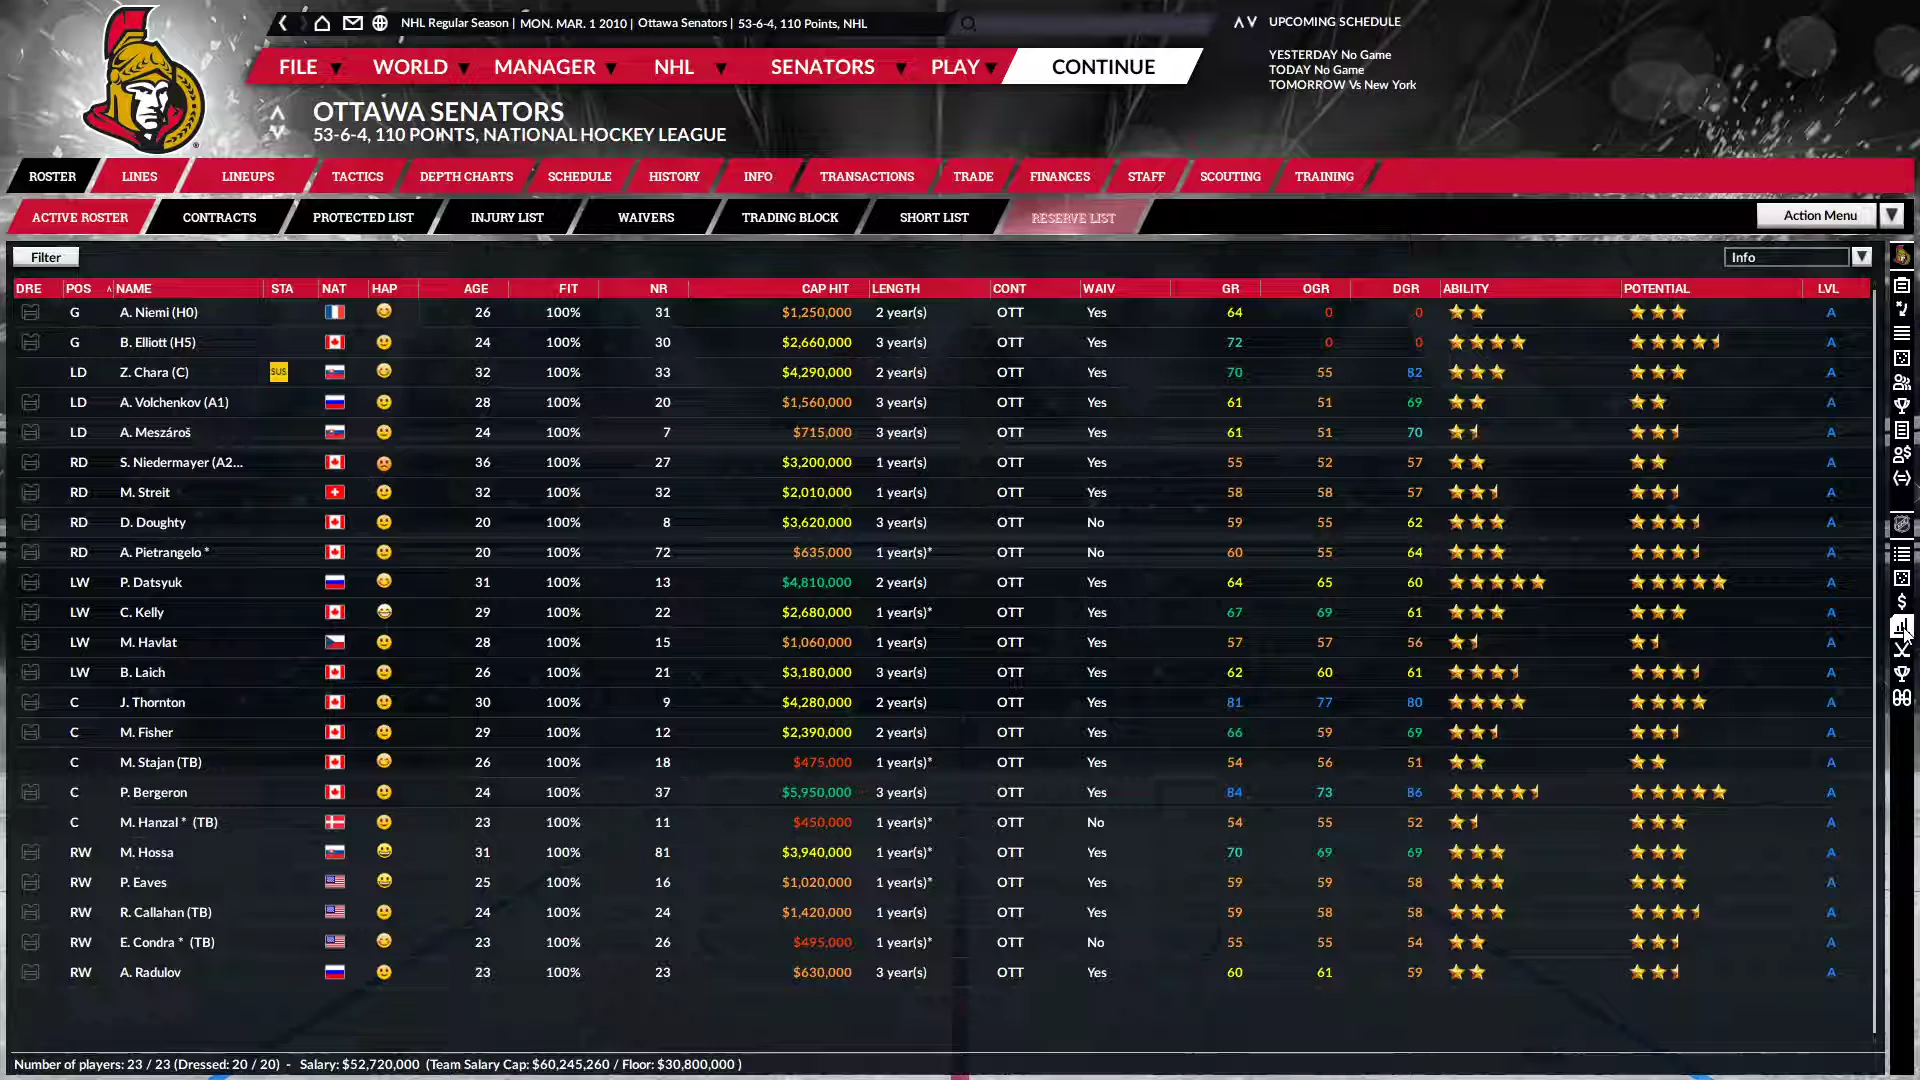 NHL Regular Season | MON. MAR. 1 2010 | Ottawa Senators | 53-6-4, 110 Points, NHL
UPCOMING SCHEDULE
YESTERDAY No Game
TODAY No Game
TOMORROW Vs New York
FILE WORLD MANAGER NHL SENATORS PLAY CONTINUE
OTTAWA SENATORS
53-6-4, 110 POINTS, NATIONAL HOCKEY LEAGUE
ROSTER LINES LINEUPS TACTICS DEPTH CHARTS SCHEDULE HISTORY INFO TRANSACTIONS TRADE FINANCES STAFF SCOUTING TRAINING
ACTIVE ROSTER CONTRACTS PROTECTED LIST INJURY LIST WAIVERS TRADING BLOCK SHORT LIST RESERVE LIST Action Menu
Filter Info
DRE POS NAME STA NAT HAP AGE FIT NR CAP HIT LENGTH CONT WAIV GR OGR DGR ABILITY POTENTIAL LVL
G A. Niemi (H0) 26 100% 31 $1,250,000 2 year(s) OTT Yes 64 0 0 A
G B. Elliott (H5) 24 100% 30 $2,660,000 3 year(s) OTT Yes 72 0 0 A
LD Z. Chara (C) SUS 32 100% 33 $4,290,000 2 year(s) OTT Yes 70 55 82 A
LD A. Volchenkov (A1) 28 100% 20 $1,560,000 3 year(s) OTT Yes 61 51 69 A
LD A. Meszároš 24 100% 7 $715,000 3 year(s) OTT Yes 61 51 70 A
RD S. Niedermayer (A2... 36 100% 27 $3,200,000 1 year(s) OTT Yes 55 52 57 A
RD M. Streit 32 100% 32 $2,010,000 1 year(s) OTT Yes 58 58 57 A
RD D. Doughty 20 100% 8 $3,620,000 3 year(s) OTT No 59 55 62 A
RD A. Pietrangelo * 20 100% 72 $635,000 1 year(s)* OTT No 60 55 64 A
LW P. Datsyuk 31 100% 13 $4,810,000 2 year(s) OTT Yes 64 65 60 A
LW C. Kelly 29 100% 22 $2,680,000 1 year(s)* OTT Yes 67 69 61 A
LW M. Havlat 28 100% 15 $1,060,000 1 year(s)* OTT Yes 57 57 56 A
LW B. Laich 26 100% 21 $3,180,000 3 year(s) OTT Yes 62 60 61 A
C J. Thornton 30 100% 9 $4,280,000 2 year(s) OTT Yes 81 77 80 A
C M. Fisher 29 100% 12 $2,390,000 2 year(s) OTT Yes 66 59 69 A
C M. Stajan (TB) 26 100% 18 $475,000 1 year(s)* OTT Yes 54 56 51 A
C P. Bergeron 24 100% 37 $5,950,000 3 year(s) OTT Yes 84 73 86 A
C M. Hanzal * (TB) 23 100% 11 $450,000 1 year(s)* OTT No 54 55 52 A
RW M. Hossa 31 100% 81 $3,940,000 1 year(s)* OTT Yes 70 69 69 A
RW P. Eaves 25 100% 16 $1,020,000 1 year(s)* OTT Yes 59 59 58 A
RW R. Callahan (TB) 24 100% 24 $1,420,000 1 year(s) OTT Yes 59 58 58 A
RW E. Condra * (TB) 23 100% 26 $495,000 1 year(s)* OTT No 55 55 54 A
RW A. Radulov 23 100% 23 $630,000 3 year(s) OTT Yes 60 61 59 A
Number of players: 23 / 23 (Dressed: 20 / 20) - Salary: $52,720,000 (Team Salary Cap: $60,245,260 / Floor: $30,800,000 )